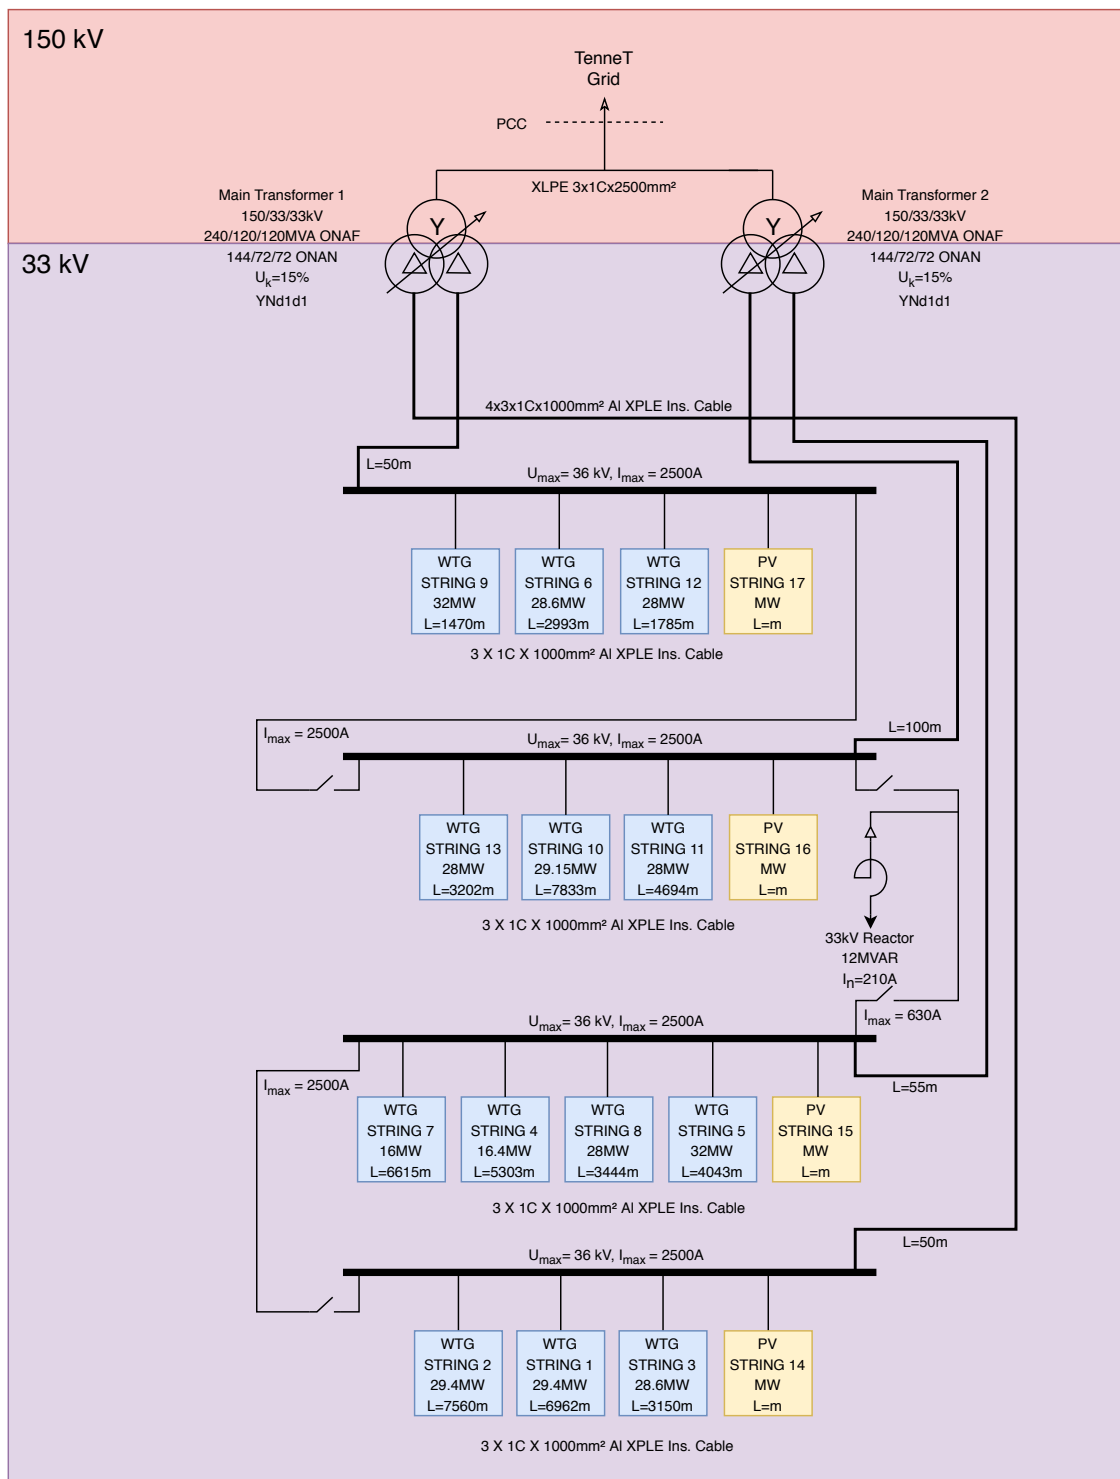 150 kV
TenneT
Grid
PCC
XLPE 3x1Cx2500mm²
Main Transformer 1
150/33/33kV
240/120/120MVA ONAF
144/72/72 ONAN
Uk=15%
YNd1d1
Y
Y
Main Transformer 2
150/33/33kV
240/120/120MVA ONAF
144/72/72 ONAN
Uk=15%
YNd1d1
33 kV
4x3x1Cx1000mm² Al XPLE Ins. Cable
L=50m
Umax= 36 kV, Imax = 2500A
WTG
STRING 9
32MW
L=1470m
WTG
STRING 6
28.6MW
L=2993m
WTG
STRING 12
28MW
L=1785m
PV
STRING 17
MW
L=m
3 X 1C X 1000mm² Al XPLE Ins. Cable
Imax = 2500A
Umax= 36 kV, Imax = 2500A
L=100m
WTG
STRING 13
28MW
L=3202m
WTG
STRING 10
29.15MW
L=7833m
WTG
STRING 11
28MW
L=4694m
PV
STRING 16
MW
L=m
3 X 1C X 1000mm² Al XPLE Ins. Cable
33kV Reactor
12MVAR
In=210A
Imax = 630A
Umax= 36 kV, Imax = 2500A
Imax = 2500A
L=55m
WTG
STRING 7
16MW
L=6615m
WTG
STRING 4
16.4MW
L=5303m
WTG
STRING 8
28MW
L=3444m
WTG
STRING 5
32MW
L=4043m
PV
STRING 15
MW
L=m
3 X 1C X 1000mm² Al XPLE Ins. Cable
L=50m
Umax= 36 kV, Imax = 2500A
WTG
STRING 2
29.4MW
L=7560m
WTG
STRING 1
29.4MW
L=6962m
WTG
STRING 3
28.6MW
L=3150m
PV
STRING 14
MW
L=m
3 X 1C X 1000mm² Al XPLE Ins. Cable